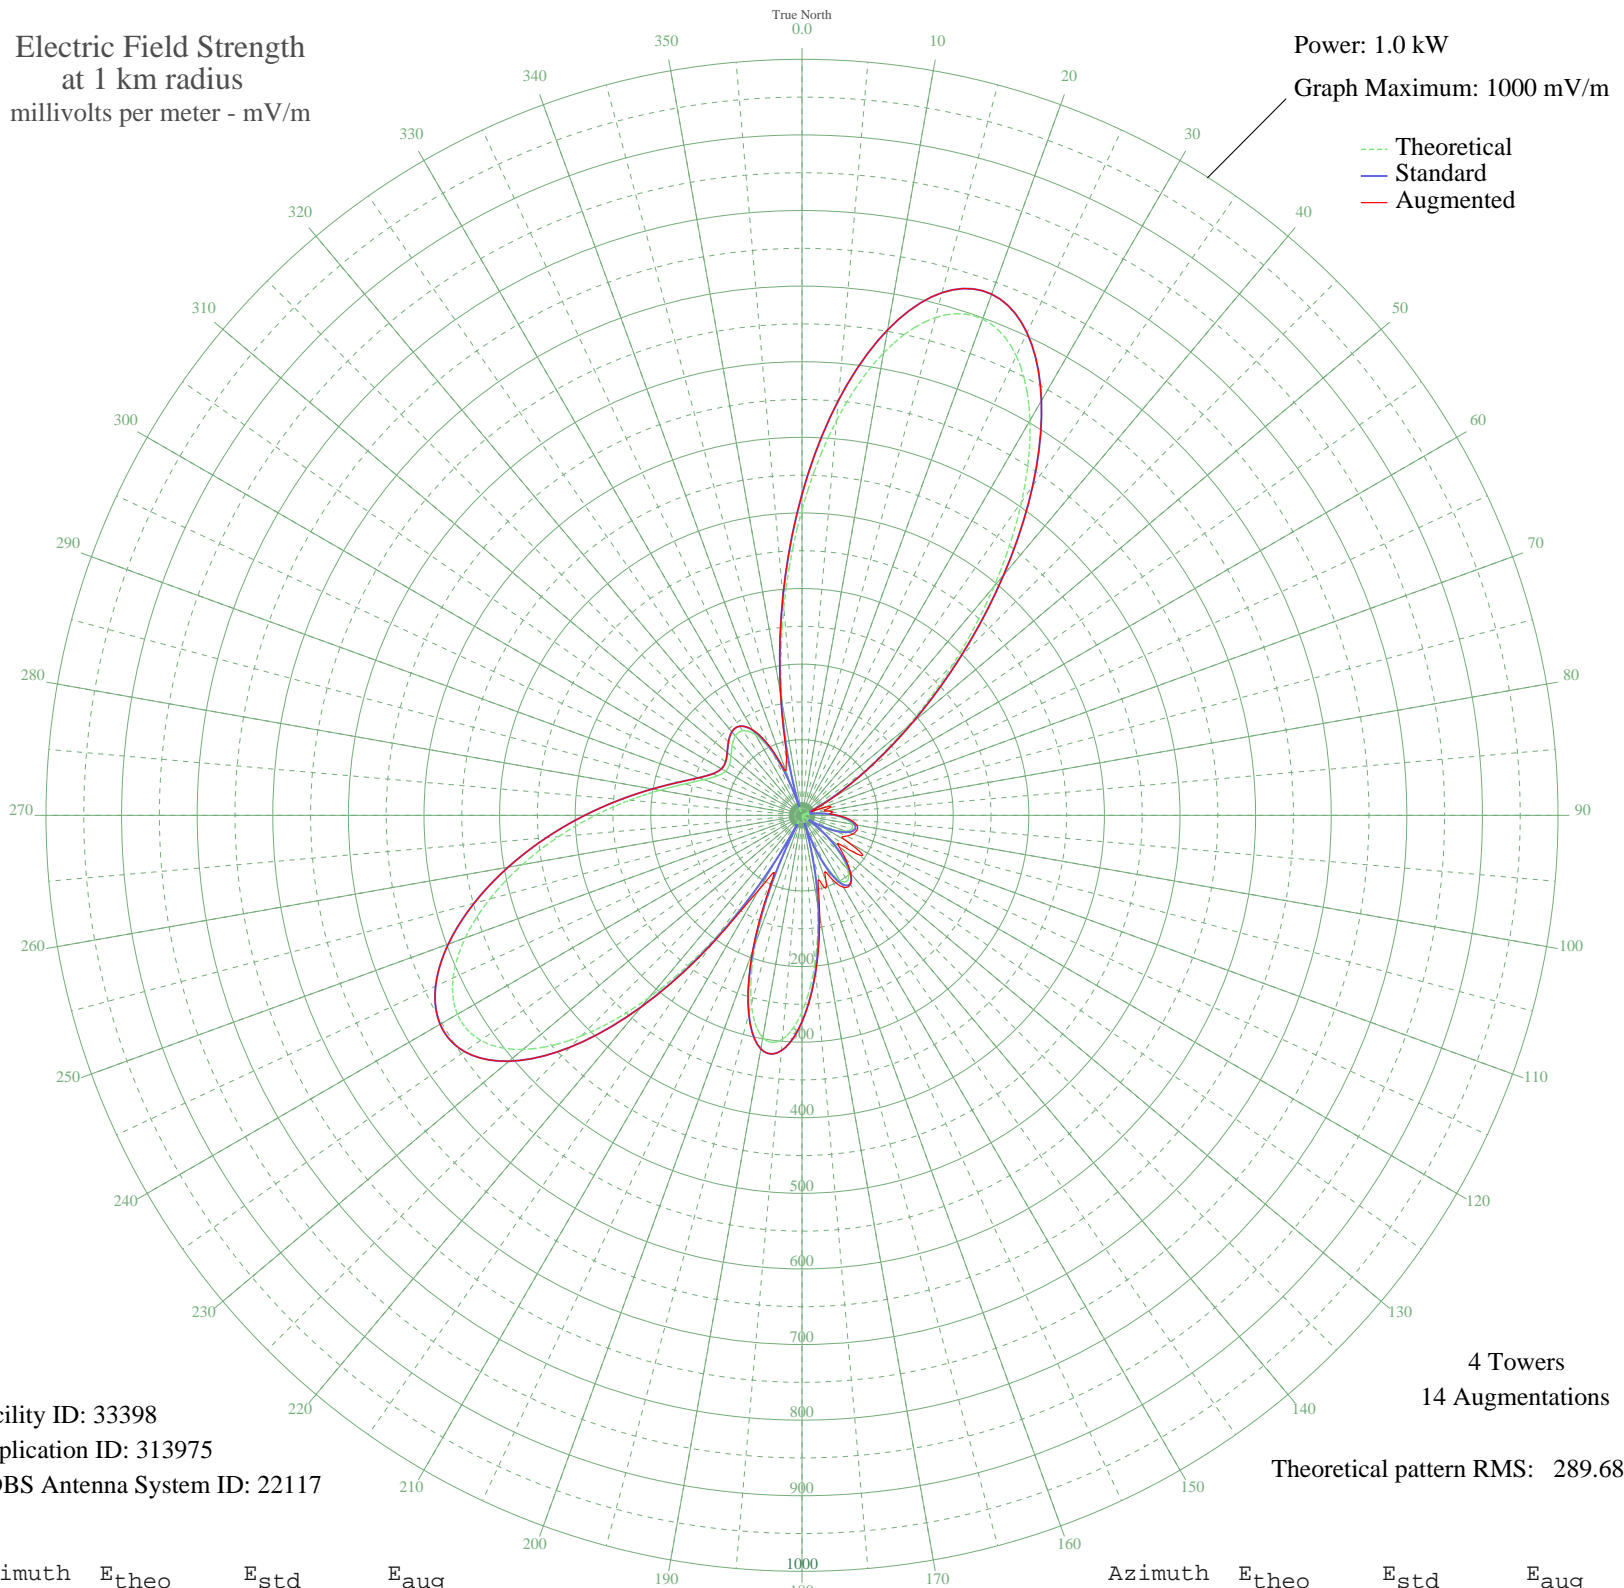 True North
Electric Field Strength
at 1 km radius
millivolts per meter - mV/m
Power: 1.0 kW
Graph Maximum: 1000 mV/m
Theoretical
Standard
Augmented
0.0
10
20
30
40
50
60
70
80
90
100
110
120
130
140
150
160
170
190
200
210
220
230
240
250
260
270
280
290
300
310
320
330
340
350
200
300
400
500
600
700
800
900
1000
4 Towers
14 Augmentations
Theoretical pattern RMS: 289.68
cility ID: 33398
plication ID: 313975
DBS Antenna System ID: 22117
imuth Etheo Estd Eaug
Azimuth Etheo Estd Eaug